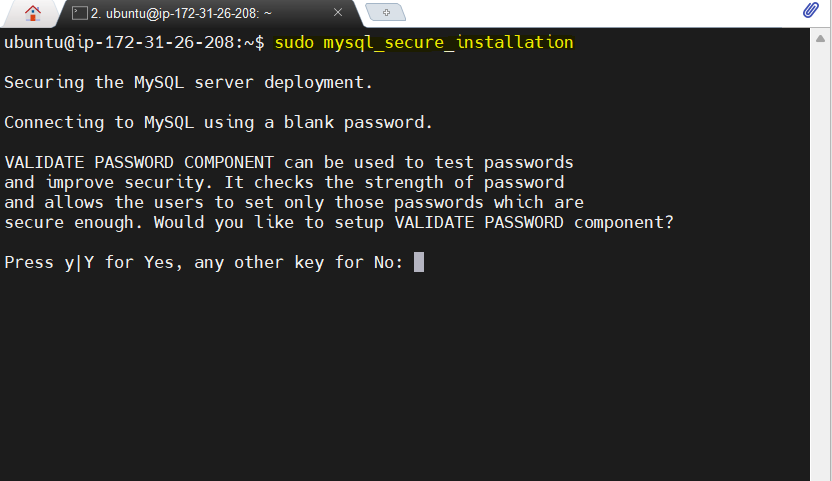 2. ubuntu@ip-172-31-26-208: ~
ubuntu@ip-172-31-26-208:~$ sudo mysql_secure_installation
Securing the MySQL server deployment.
Connecting to MySQL using a blank password.
VALIDATE PASSWORD COMPONENT can be used to test passwords
and improve security. It checks the strength of password
and allows the users to set only those passwords which are
secure enough. Would you like to setup VALIDATE PASSWORD component?
Press y|Y for Yes, any other key for No: